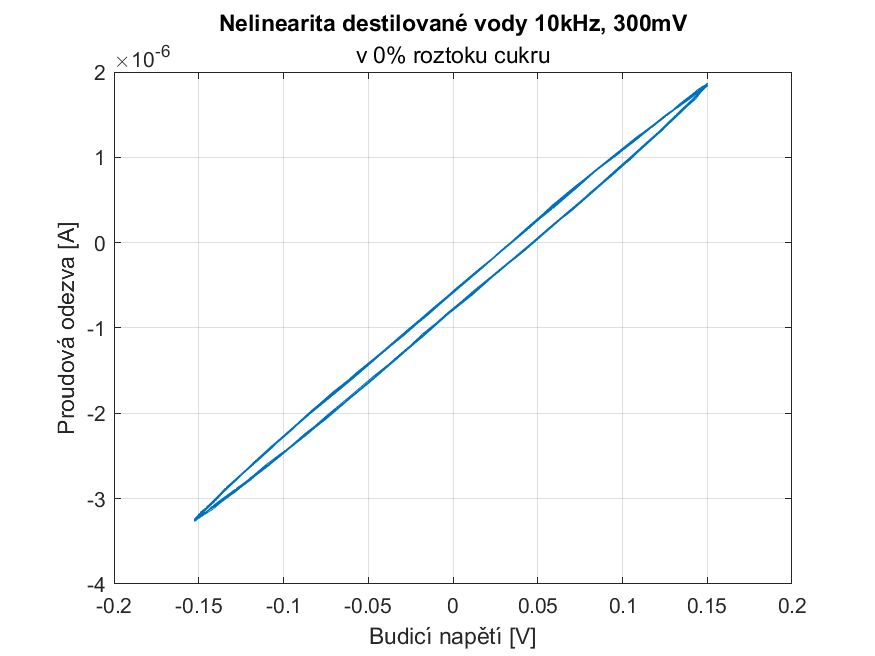 Nelinearita destilované vody 10kHz, 300mV
v 0% roztoku cukru
×10-6
2
1
0
-1
-2
-3
-4
Proudová odezva [A]
-0.2 -0.15 -0.1 -0.05 0 0.05 0.1 0.15 0.2
Budicí napětí [V]